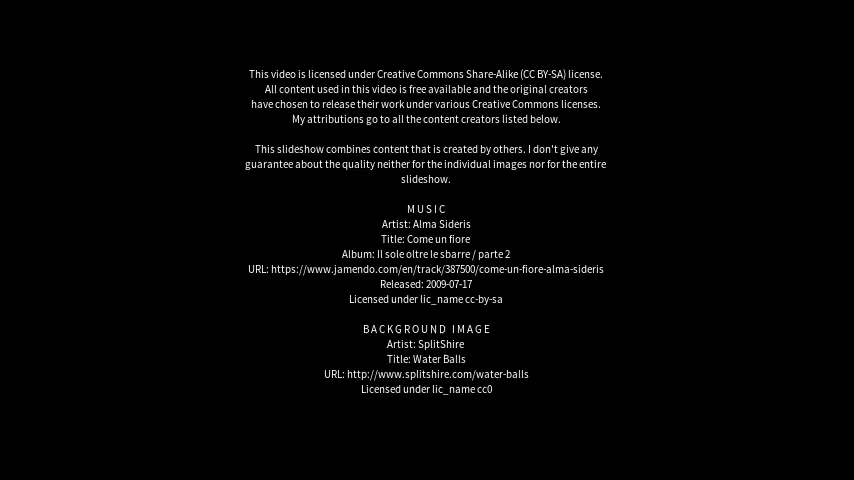 This video is licensed under Creative Commons Share-Alike (CC BY-SA) license.
All content used in this video is free available and the original creators
have chosen to release their work under various Creative Commons licenses.
My attributions go to all the content creators listed below.
This slideshow combines content that is created by others. I don't give any
guarantee about the quality neither for the individual images nor for the entire
slideshow.
MUSIC
Artist: Alma Sideris
Title: Come un fiore
Album: Il sole oltre le sbarre / parte 2
URL: https://www.jamendo.com/en/track/387500/come-un-fiore-alma-sideris
Released: 2009-07-17
Licensed under lic_name cc-by-sa
BACKGROUND IMAGE
Artist: SplitShire
Title: Water Balls
URL: http://www.splitshire.com/water-balls
Licensed under lic_name cc0